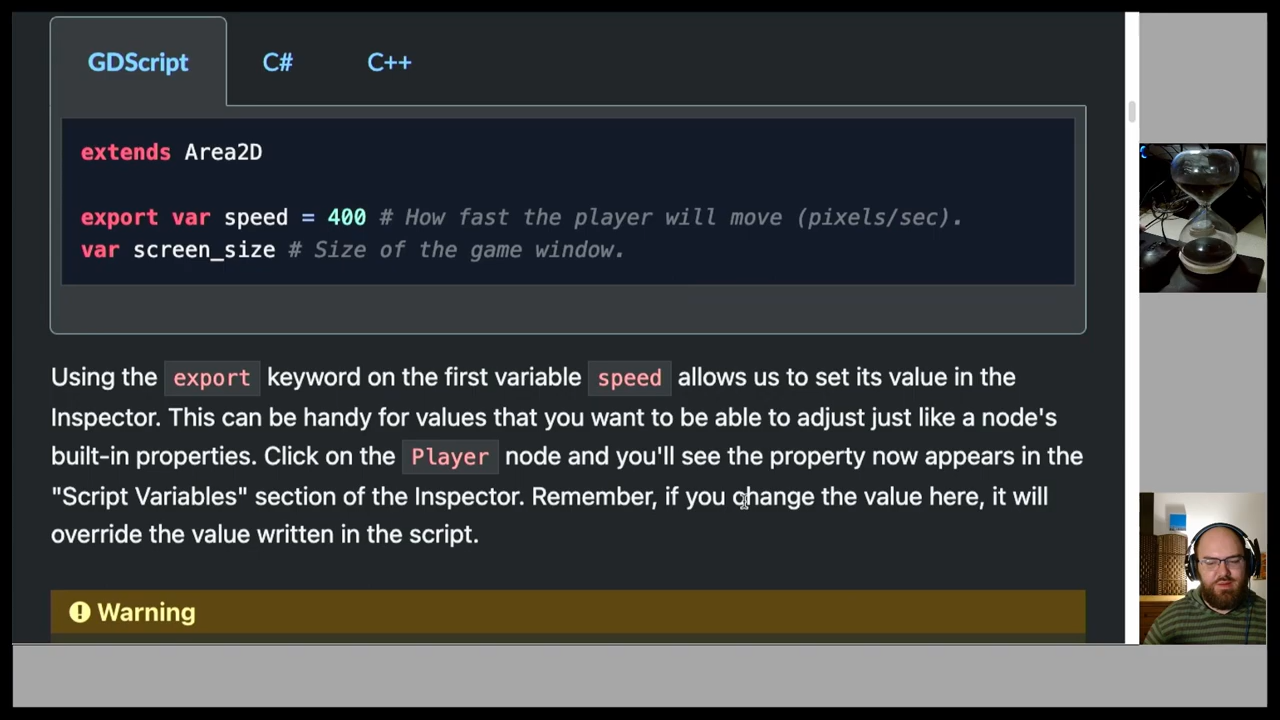 GDScript C# C++
extends Area2D
export var speed = 400 # How fast the player will move (pixels/sec).
var screen_size # Size of the game window.
Using the export keyword on the first variable speed allows us to set its value in the
Inspector. This can be handy for values that you want to be able to adjust just like a node's
built-in properties. Click on the Player node and you'll see the property now appears in the
"Script Variables" section of the Inspector. Remember, if you change the value here, it will
override the value written in the script.
Warning